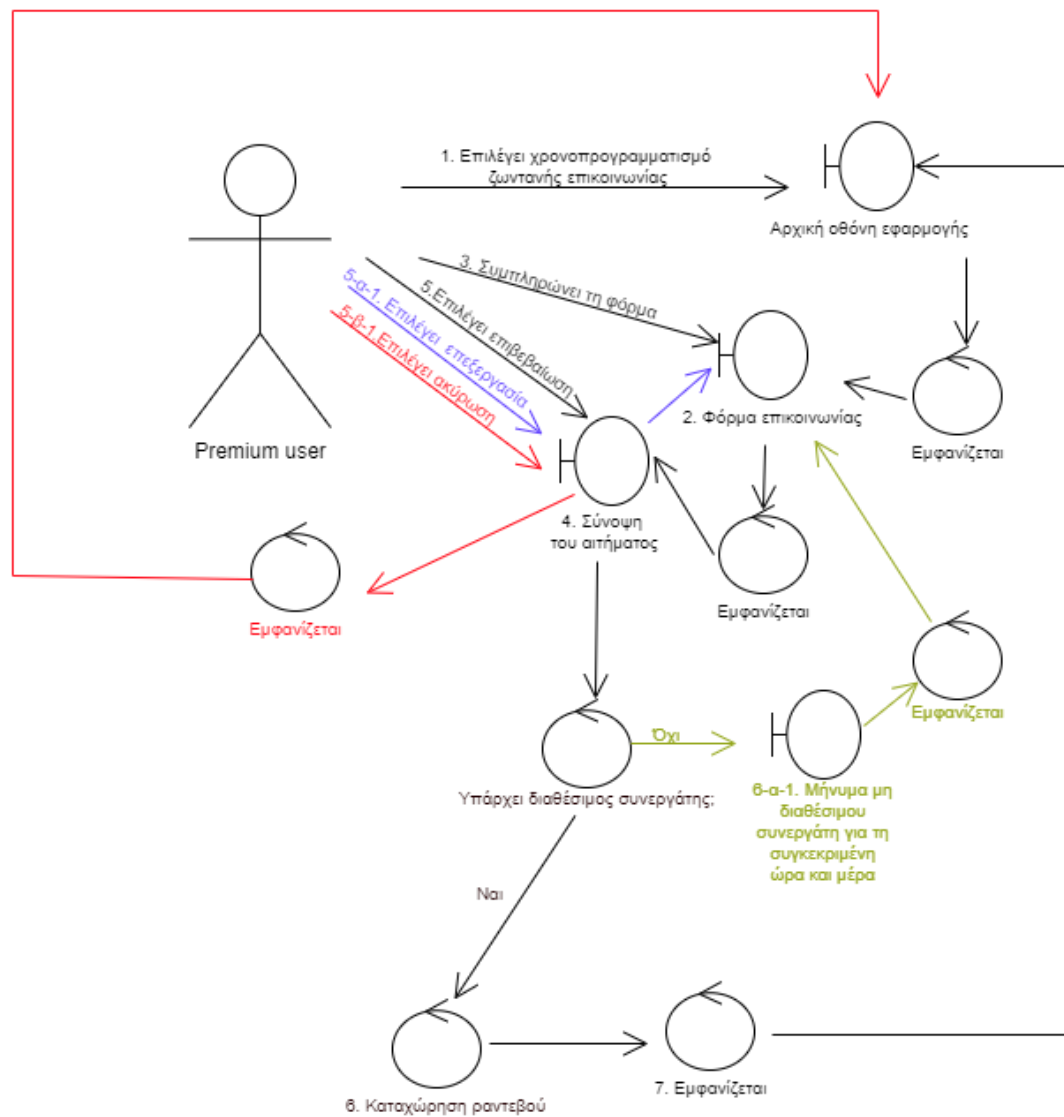 1. Επιλέγει χρονοπρογραμματισμό
ζωντανής επικοινωνίας
Αρχική οθόνη εφαρμογής
3. Συμπληρώνει τη φόρμα
5.Επιλέγει επιβεβαίωση
5-α-1. Επιλέγει επεξεργασία
5-β-1.Επιλέγει ακύρωση
Premium user
2. Φόρμα επικοινωνίας
Εμφανίζεται
4. Σύνοψη
του αιτήματος
Εμφανίζεται
Εμφανίζεται
Εμφανίζεται
Όχι
Υπάρχει διαθέσιμος συνεργάτης;
6-α-1. Μήνυμα μη
διαθέσιμου
συνεργάτη για τη
συγκεκριμένη
ώρα και μέρα
Ναι
6. Καταχώρηση ραντεβού
7. Εμφανίζεται